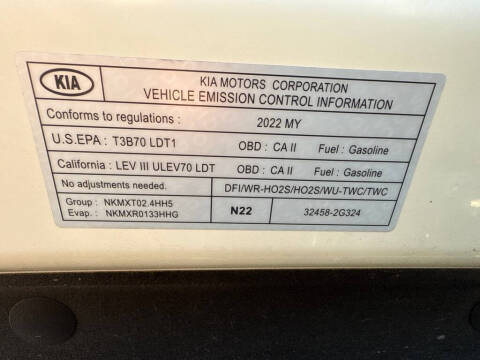 KIA
KIA MOTORS CORPORATION
VEHICLE EMISSION CONTROL INFORMATION
Conforms to regulations : 2022 MY
U.S.EPA : T3B70 LDT1 OBD : CA II Fuel : Gasoline
California : LEV III ULEV70 LDT OBD : CA II Fuel : Gasoline
No adjustments needed. DFI/WR-HO2S/HO2S/WU-TWC/TWC
Group : NKMXT02.4HH5
Evap. : NKMXR0133HHG
N22 32458-2G324